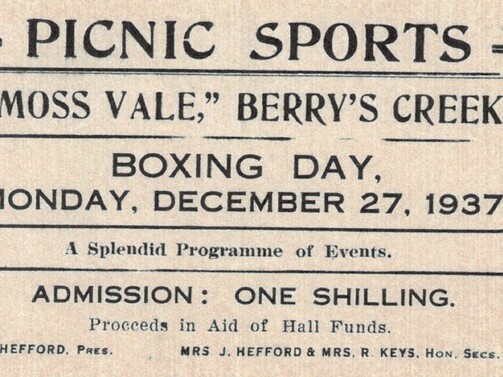 PICNIC SPORTS
MOSS VALE," BERRY'S CREEK
BOXING DAY,
MONDAY, DECEMBER 27, 1937
A Splendid Programme of Events.
ADMISSION: ONE SHILLING.
Proceeds in Aid of Hall Funds.
HEFFORD, Pres. MRS J. HEFFORD & MRS. R. KEYS, Hon. Secs.